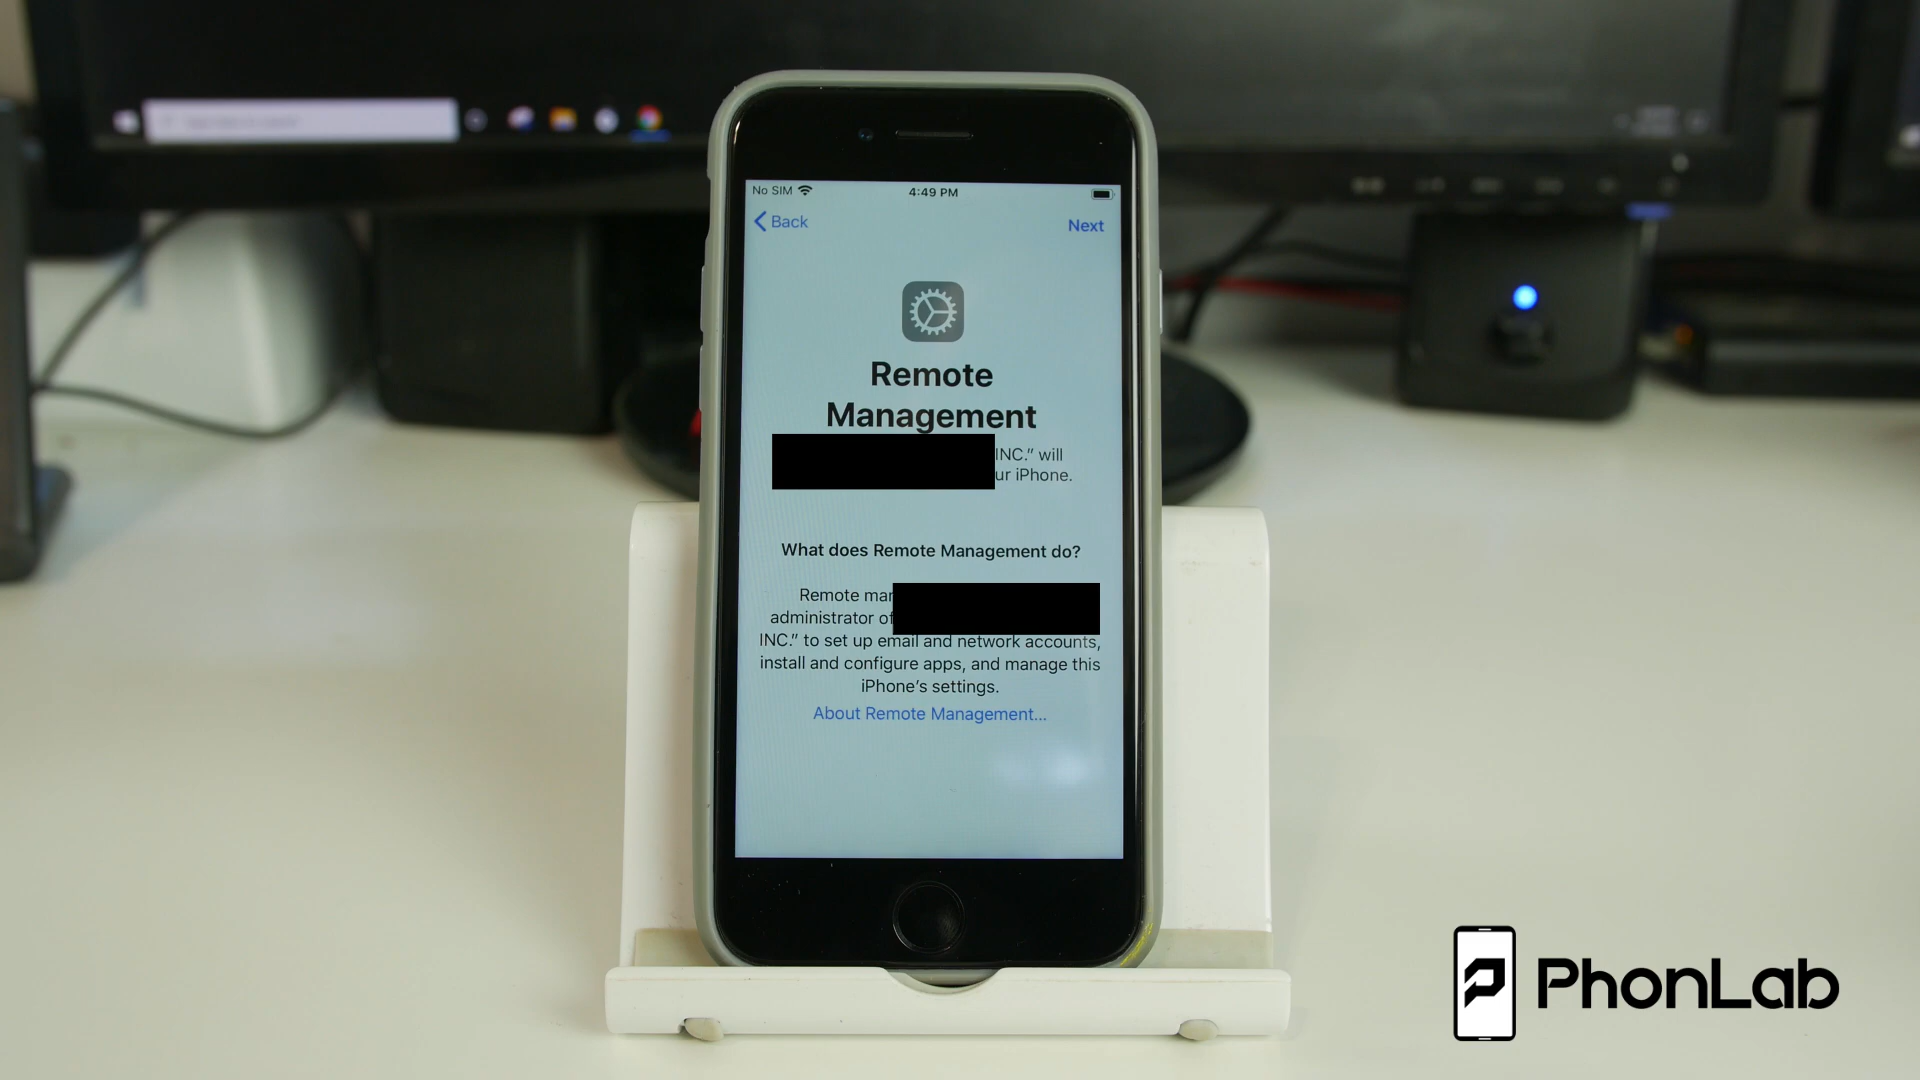 No SIM
4:49 PM
Back
Next
Remote
Management
INC.” will
ur iPhone.
What does Remote Management do?
Remote
administrator of
INC.” to set up email and network accounts,
install and configure apps, and manage this
iPhone’s settings.
About Remote Management...
PhonLab